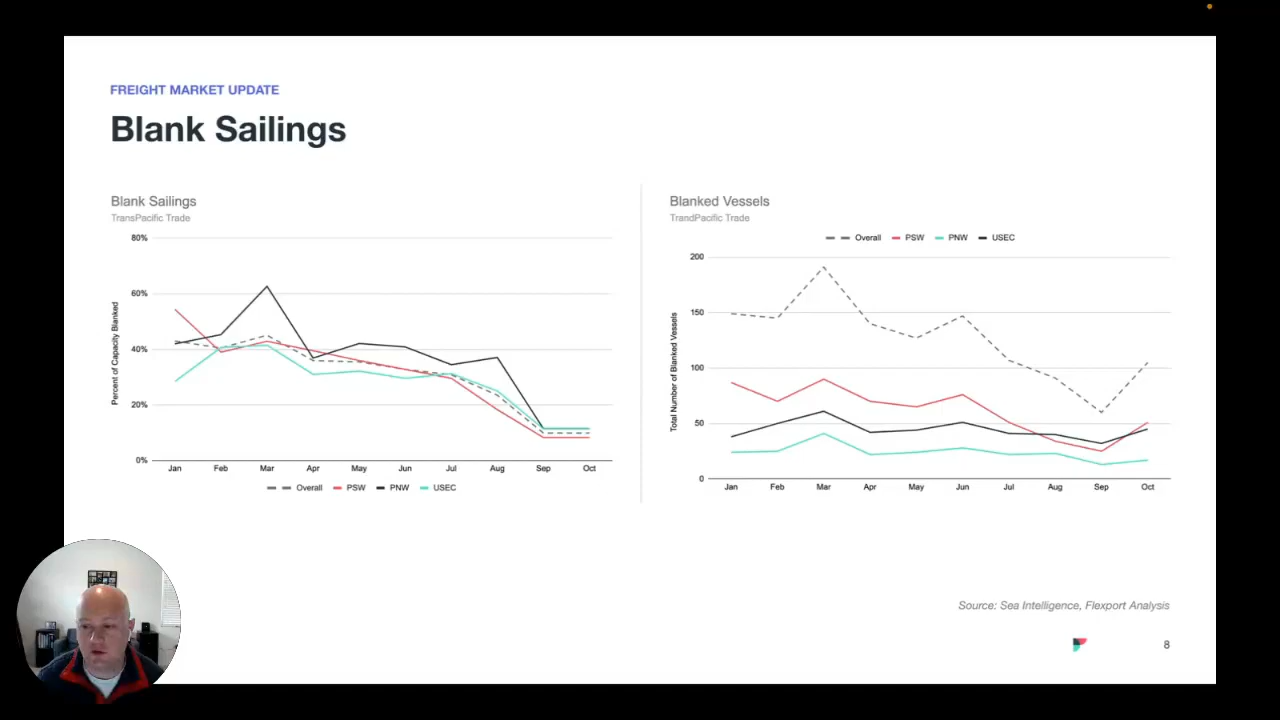 FREIGHT MARKET UPDATE
Blank Sailings
Blank Sailings
TransPacific Trade
80%
60%
40%
20%
0%
Percent of Capacity Blanked
Jan Feb Mar Apr May Jun Jul Aug Sep Oct
Overall PSW PNW USEC
Blanked Vessels
TrandPacific Trade
Overall PSW PNW USEC
200
150
100
50
0
Total Number of Blanked Vessels
Jan Feb Mar Apr May Jun Jul Aug Sep Oct
Source: Sea Intelligence, Flexport Analysis
8